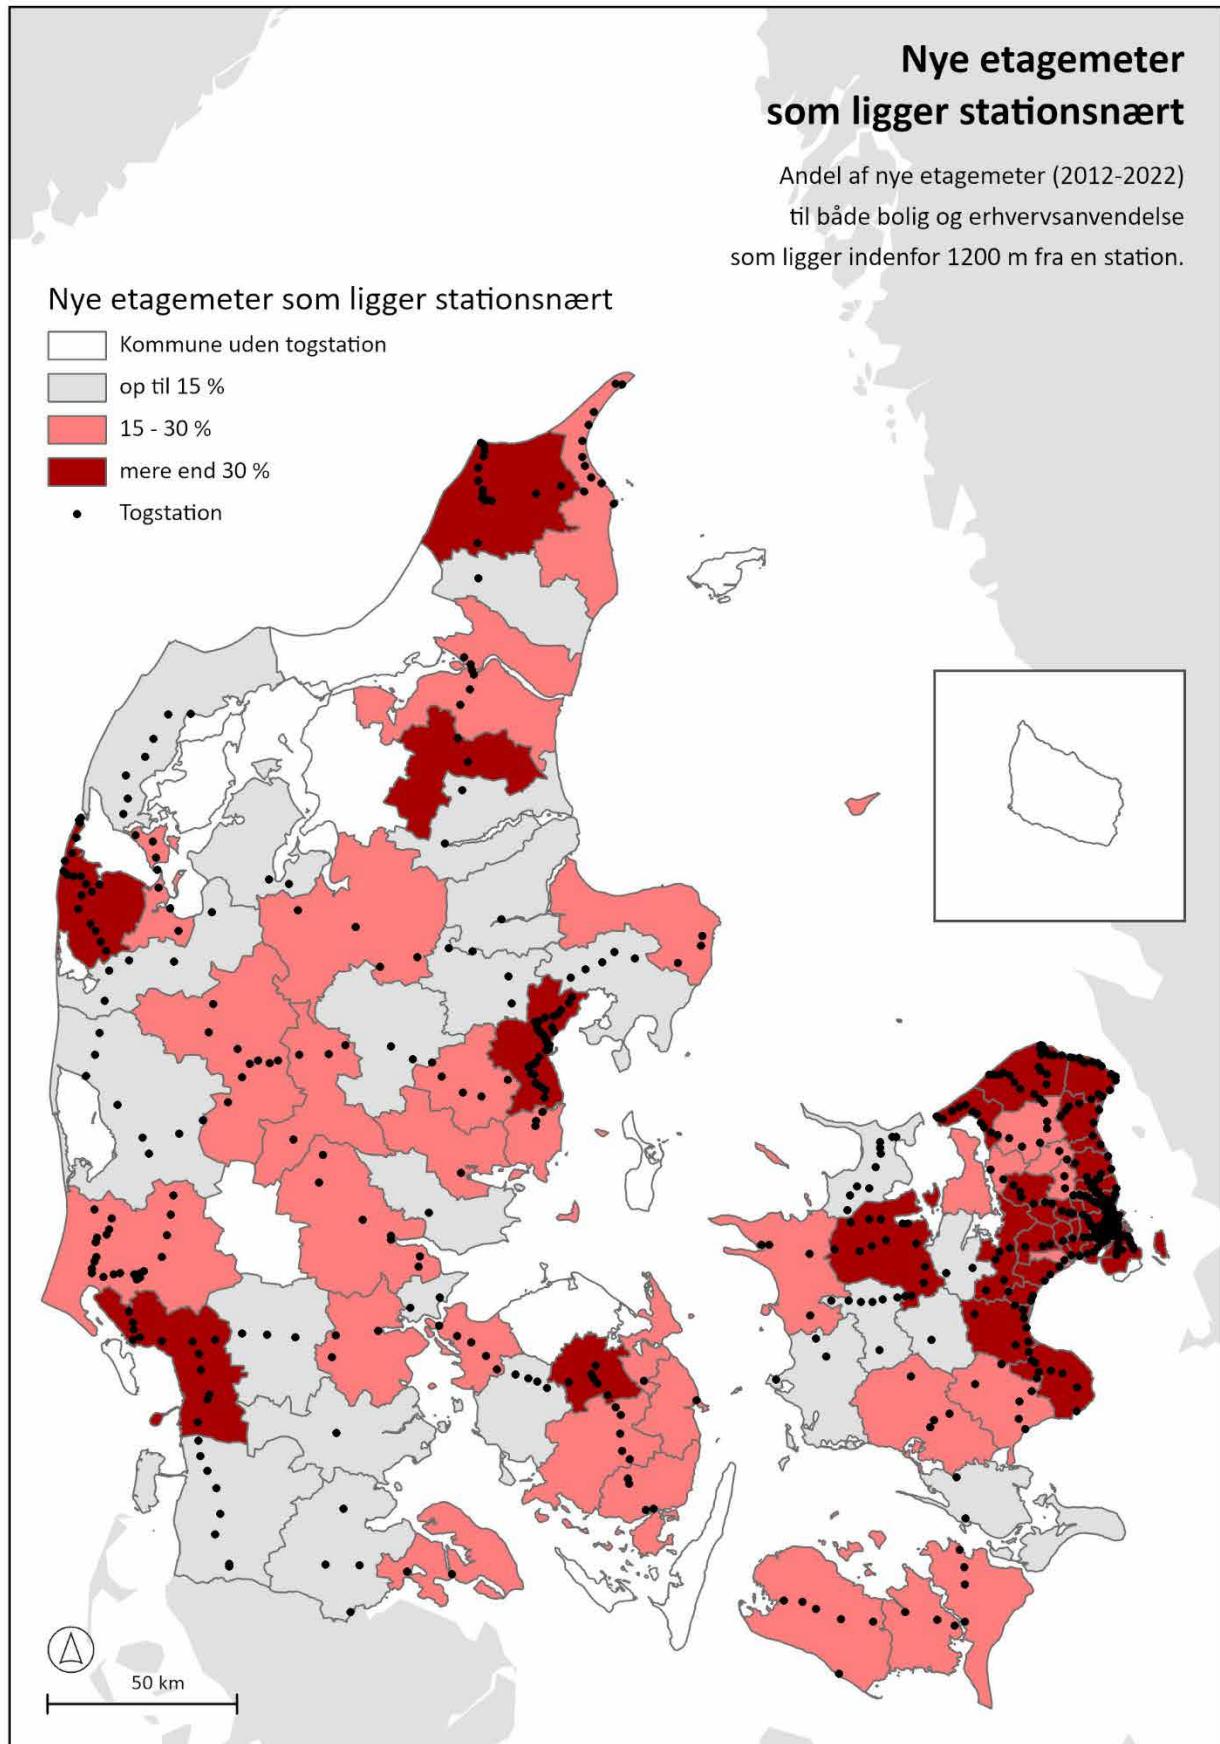 Nye etagemeter
som ligger stationsnært
Andel af nye etagemeter (2012-2022)
til både bolig og erhvervsanvendelse
som ligger indenfor 1200 m fra en station.
Nye etagemeter som ligger stationsnært
Kommune uden togstation
op til 15 %
15 - 30 %
mere end 30 %
Togstation
50 km